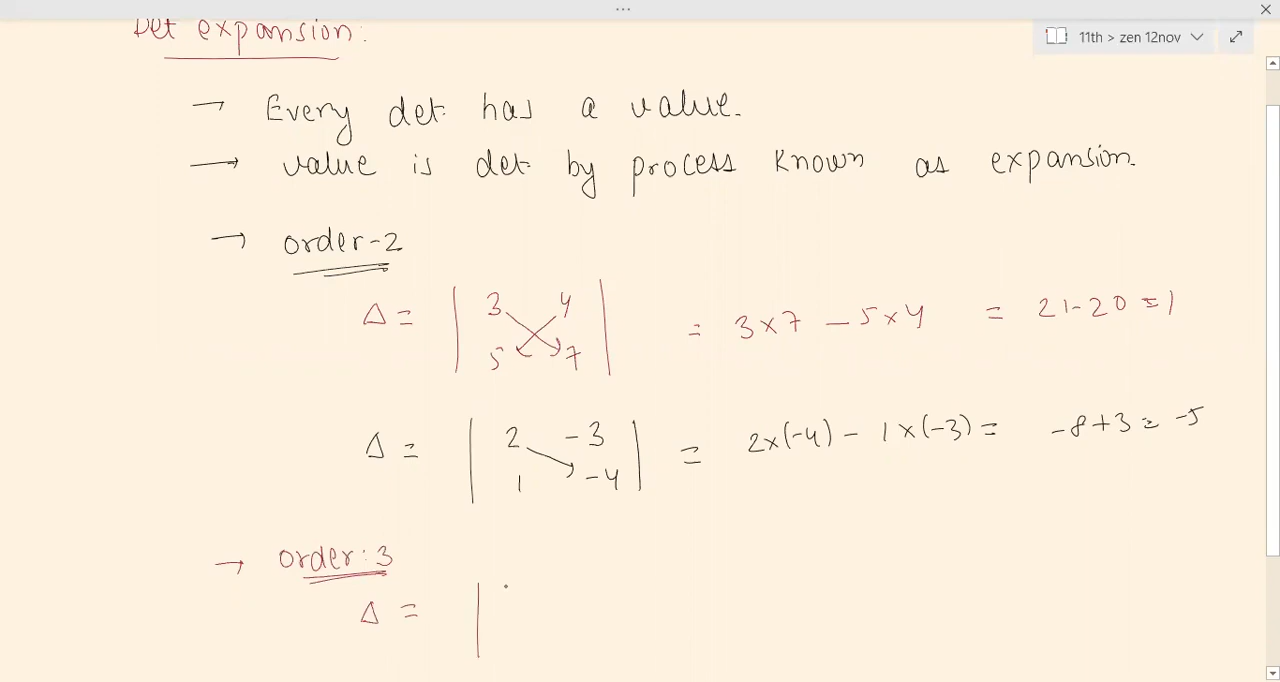 Det expansion:
11th > zen 12nov
→ Every det. has a value.
→ value is det. by process known as expansion.
→ order-2
Δ = | 3 4 | = 3×7 - 5×4 = 21-20 = 1
5 7
Δ = | 2 -3 | = 2×(-4) - 1×(-3) = -8+3 = -5
1 -4
→ order:3
Δ = |